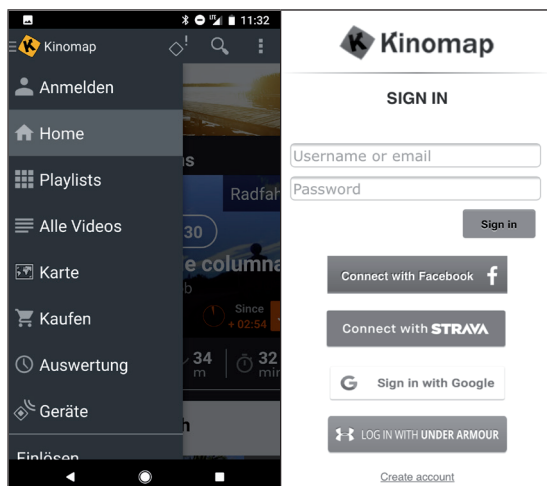 11:32
Kinomap
Anmelden
Home
Playlists
Alle Videos
Karte
Kaufen
Auswertung
Geräte
Einlösen
Radfah
30
e columna
Since
+ 02:54
34
m
32
min
Kinomap
SIGN IN
Username or email
Password
Sign in
Connect with Facebook f
Connect with STRAVA
G Sign in with Google
LOG IN WITH UNDER ARMOUR
Create account